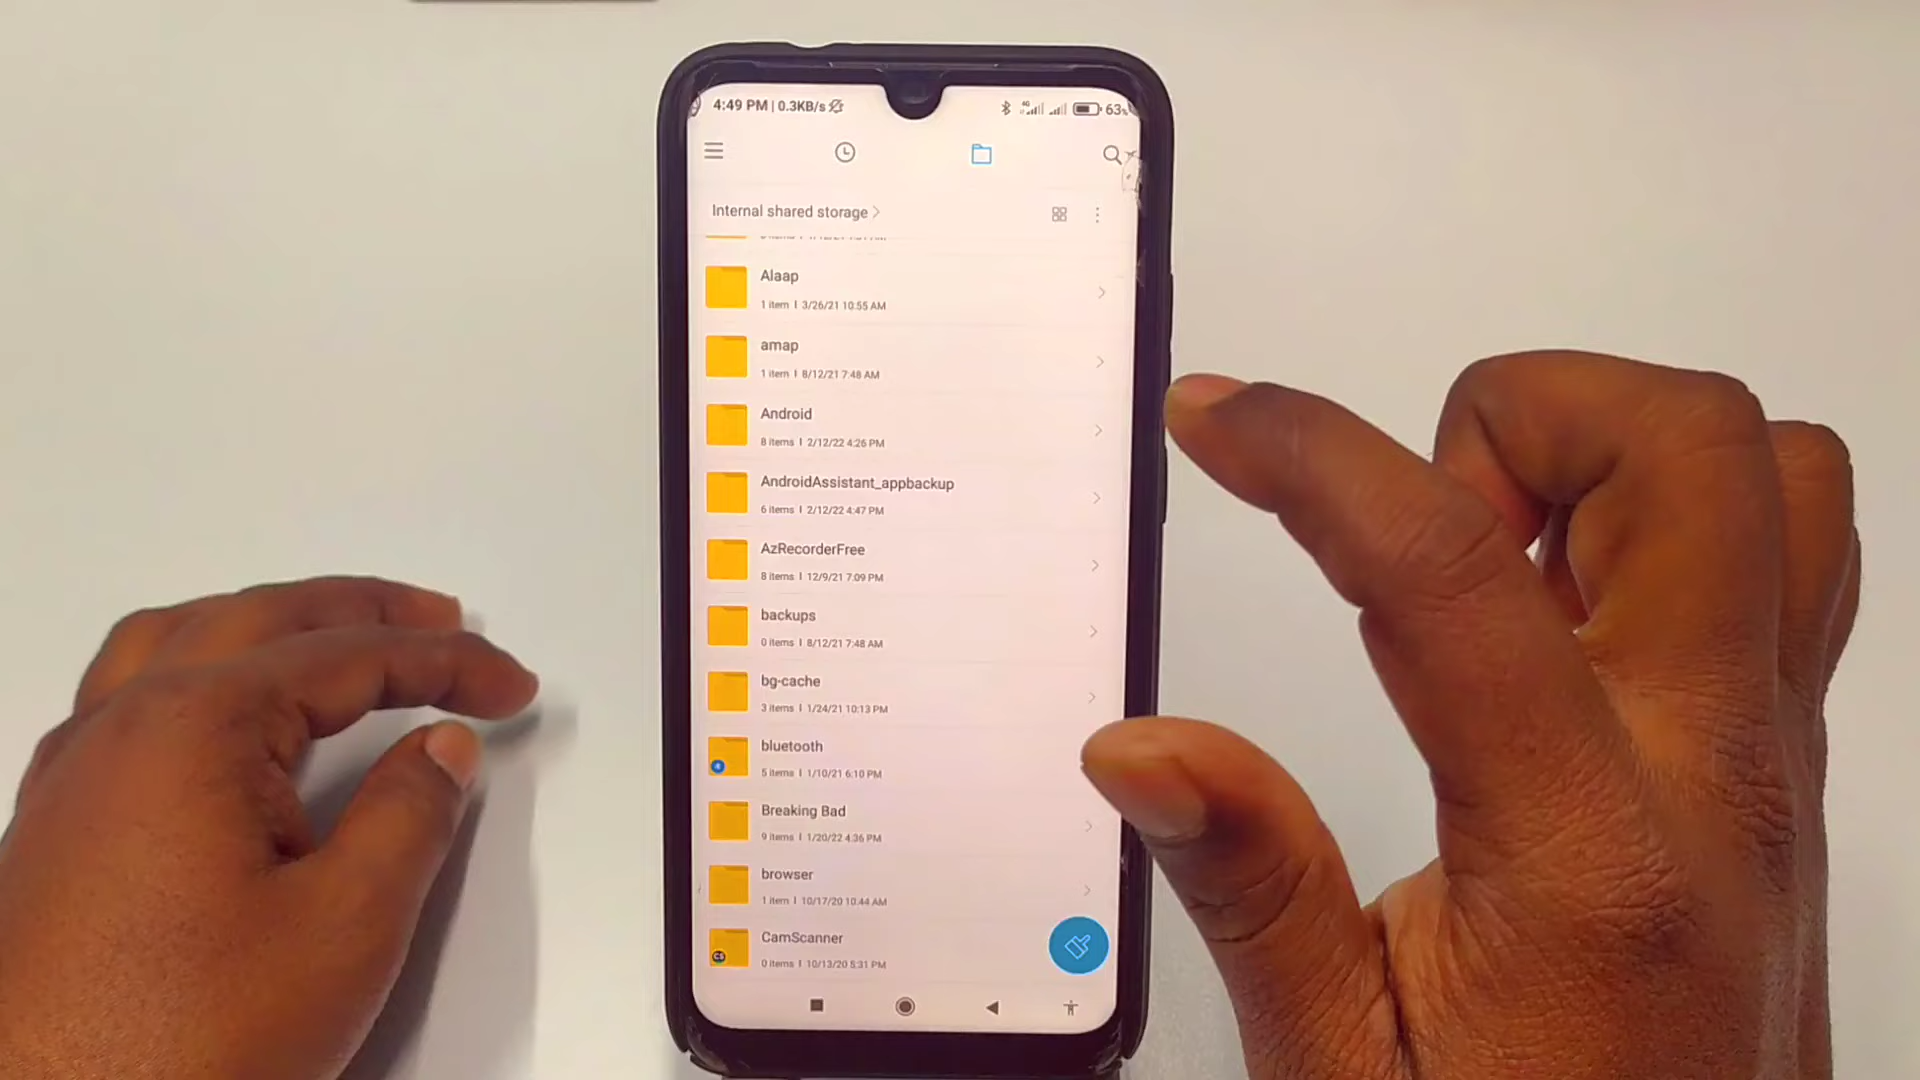 4:49 PM | 0.3KB/s
4G
63%
Internal shared storage >
Alaap
1 item | 3/26/21 10:55 AM
amap
1 item | 8/12/21 7:48 AM
Android
8 items | 2/12/22 4:26 PM
AndroidAssistant_appbackup
6 items | 2/12/22 4:47 PM
AzRecorderFree
8 items | 12/9/21 7:09 PM
backups
0 items | 8/12/21 7:48 AM
bg-cache
3 items | 1/24/21 10:13 PM
bluetooth
5 items | 1/10/21 6:10 PM
Breaking Bad
9 items | 1/20/22 4:36 PM
browser
1 item | 10/17/20 10:44 AM
CamScanner
CS
0 items | 10/13/20 5:31 PM